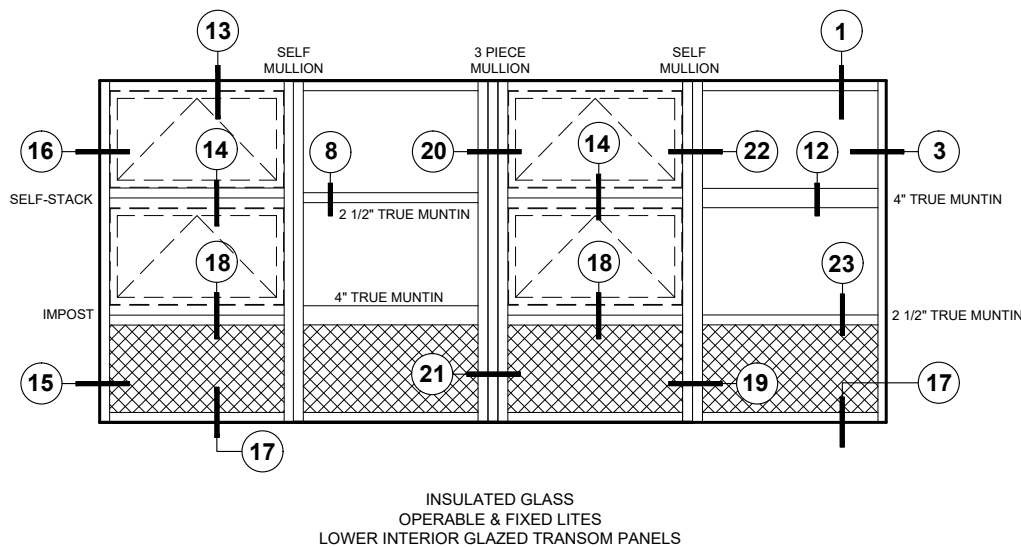 13
SELF
MULLION
3 PIECE
MULLION
SELF
MULLION
1
16
14
8
20
14
22
12
3
SELF-STACK
2 1/2" TRUE MUNTIN
4" TRUE MUNTIN
18
18
23
4" TRUE MUNTIN
IMPOST
2 1/2" TRUE MUNTIN
15
21
19
17
17
INSULATED GLASS
OPERABLE & FIXED LITES
LOWER INTERIOR GLAZED TRANSOM PANELS